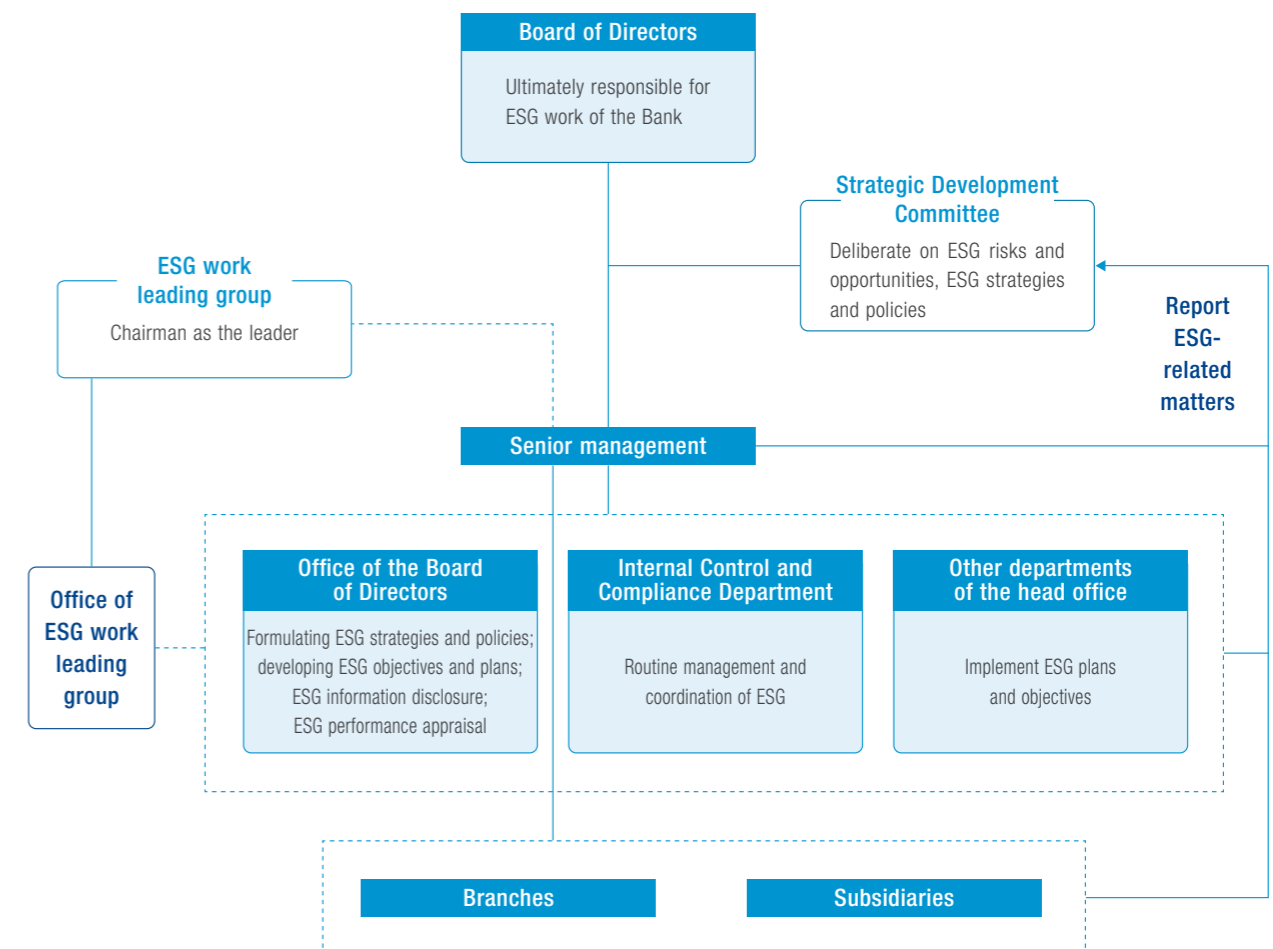 Board of Directors
Ultimately responsible for
ESG work of the Bank
Strategic Development
Committee
Deliberate on ESG risks and
opportunities, ESG strategies
and policies
ESG work
leading group
Chairman as the leader
Report
ESG-
related
matters
Senior management
Office of
ESG work
leading
group
Office of the Board
of Directors
Formulating ESG strategies and policies;
developing ESG objectives and plans;
ESG information disclosure;
ESG performance appraisal
Internal Control and
Compliance Department
Routine management and
coordination of ESG
Other departments
of the head office
Implement ESG plans
and objectives
Branches
Subsidiaries